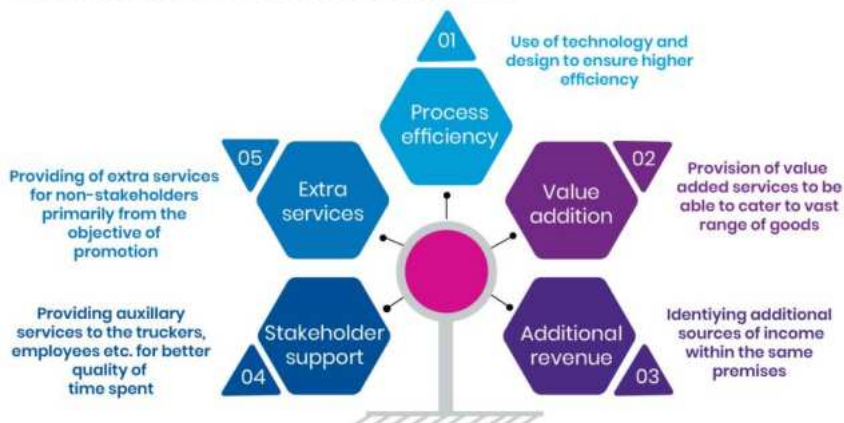 01
Use of technology and
design to ensure higher
efficiency
Process
efficiency
02
Value
addition
Provision of value
added services to be
able to cater to vast
range of goods
03
Additional
revenue
Identiying additional
sources of income
within the same
premises
04
Stakeholder
support
Providing auxillary
services to the truckers,
employees etc. for better
quality of
time spent
05
Extra
services
Providing of extra services
for non-stakeholders
primarily from the
objective of
promotion